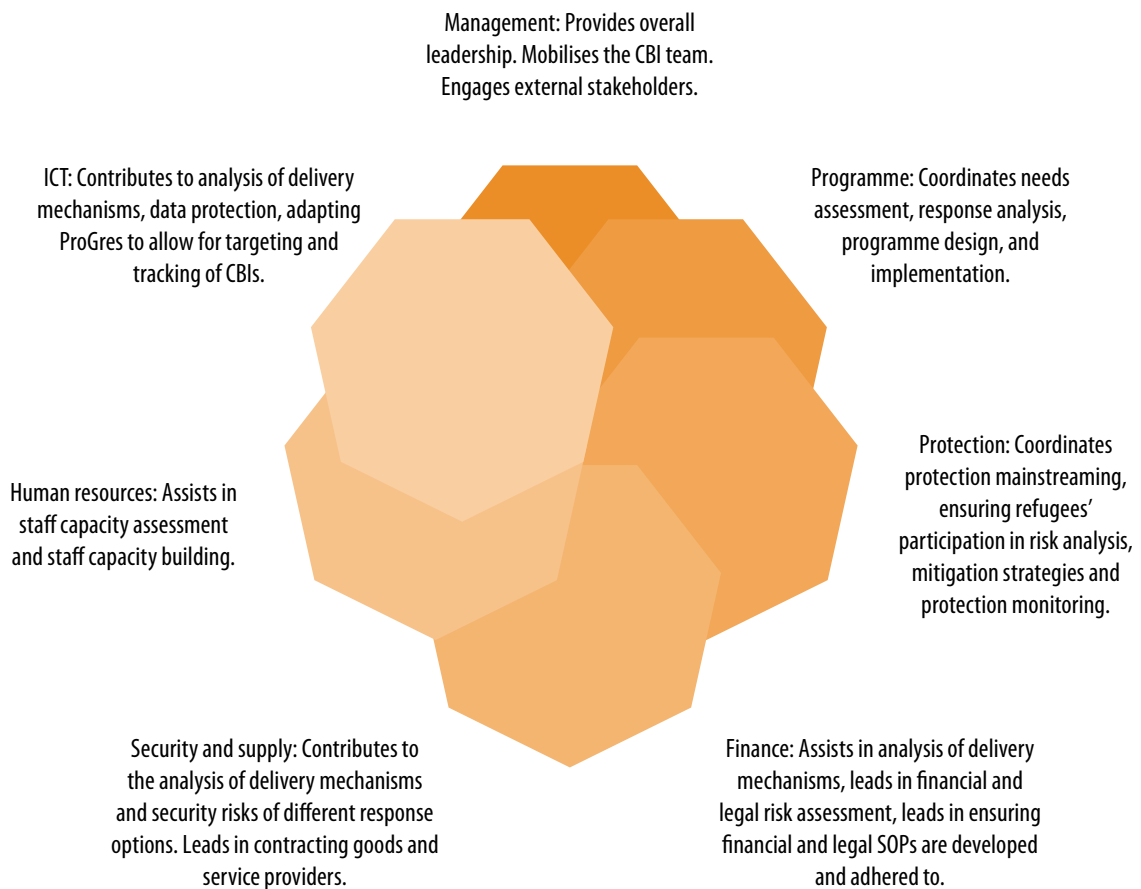 Management: Provides overall
leadership. Mobilises the CBI team.
Engages external stakeholders.
ICT: Contributes to analysis of delivery
mechanisms, data protection, adapting
ProGres to allow for targeting and
tracking of CBIs.
Programme: Coordinates needs
assessment, response analysis,
programme design, and
implementation.
Human resources: Assists in
staff capacity assessment
and staff capacity building.
Protection: Coordinates
protection mainstreaming,
ensuring refugees’
participation in risk analysis,
mitigation strategies and
protection monitoring.
Security and supply: Contributes to
the analysis of delivery mechanisms
and security risks of different response
options. Leads in contracting goods and
service providers.
Finance: Assists in analysis of delivery
mechanisms, leads in financial and
legal risk assessment, leads in ensuring
financial and legal SOPs are developed
and adhered to.